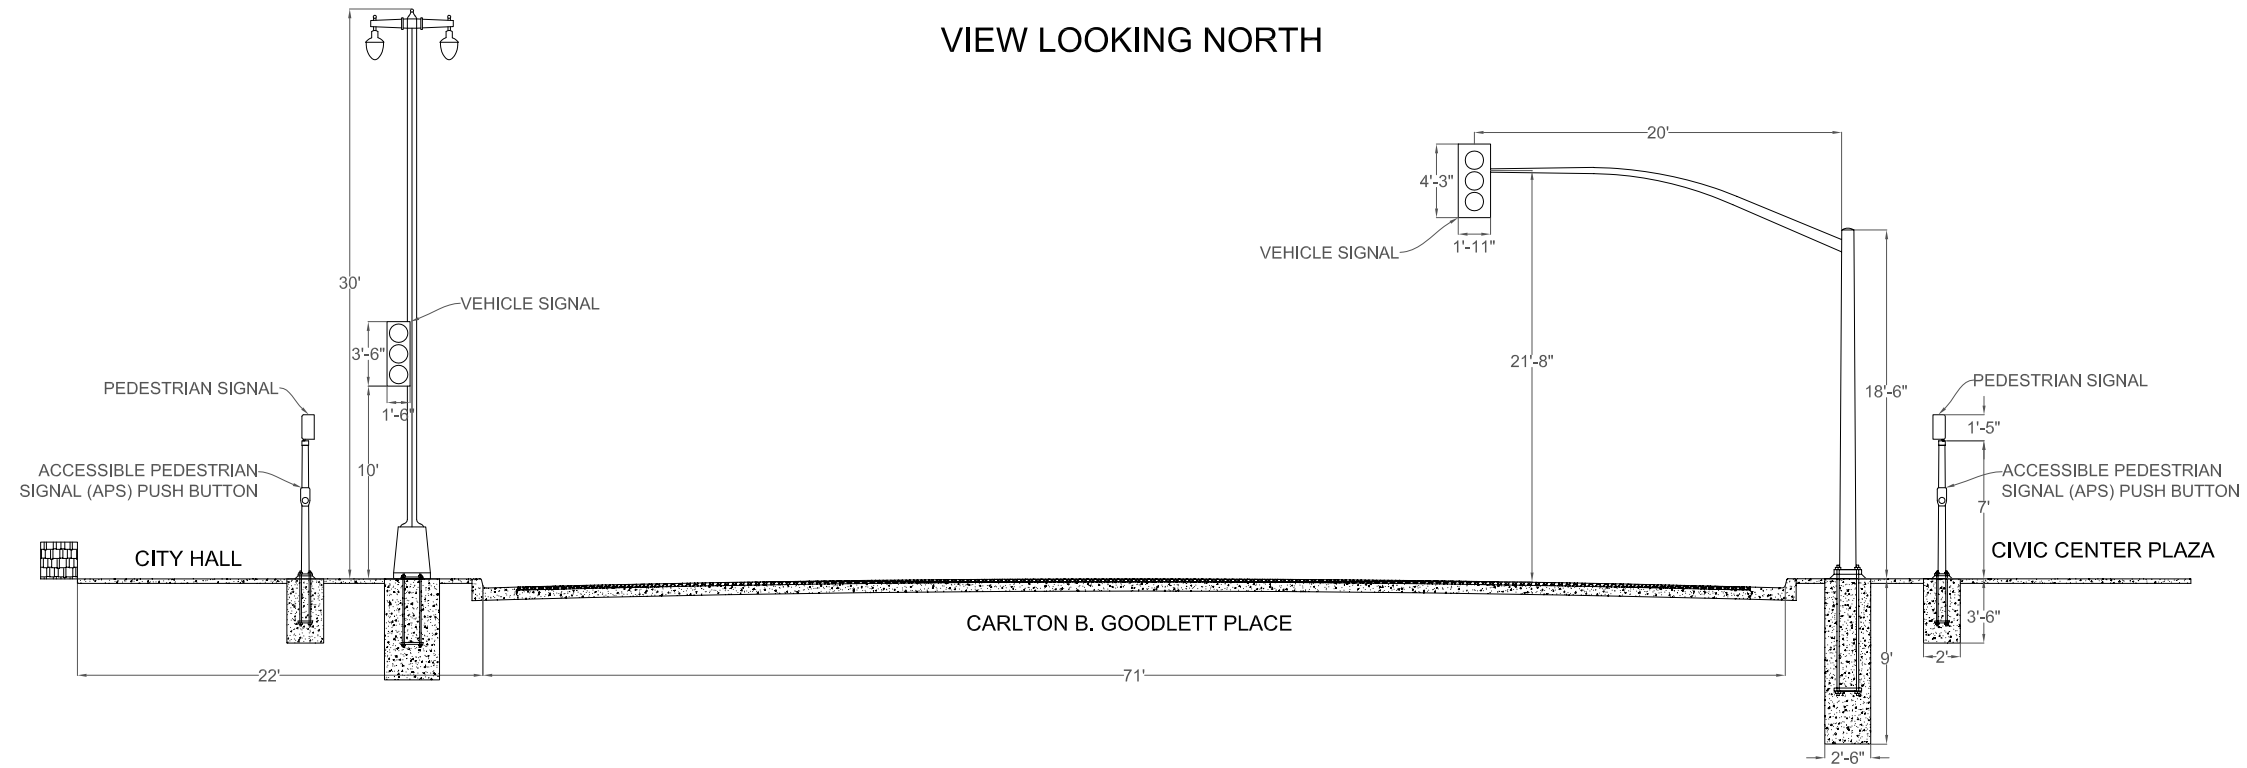 VIEW LOOKING NORTH
20'
4'-3"
1'-11"
VEHICLE SIGNAL
30'
VEHICLE SIGNAL
3'-6"
1'-6"
21'-8"
18'-6"
PEDESTRIAN SIGNAL
PEDESTRIAN SIGNAL
1'-5"
10'
ACCESSIBLE PEDESTRIAN
SIGNAL (APS) PUSH BUTTON
ACCESSIBLE PEDESTRIAN
SIGNAL (APS) PUSH BUTTON
7'
CITY HALL
CIVIC CENTER PLAZA
CARLTON B. GOODLETT PLACE
3'-6"
2'
9'
22'
71'
2'-6"